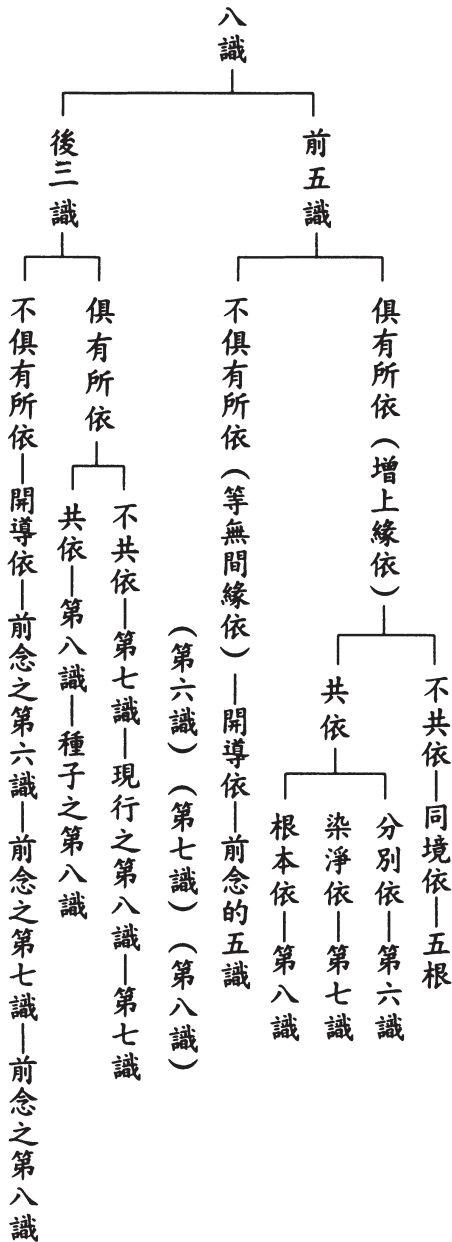 八識
前五識
俱有所依（增上緣依）
不共依—同境依—五根
共依
分別依—第六識
染淨依—第七識
根本依—第八識
不俱有所依（等無間緣依）—開導依—前念的五識
後三識
（第六識）（第七識）（第八識）
俱有所依
不共依—第七識—現行之第八識—第七識
共依—第八識—種子之第八識
不俱有所依—開導依—前念之第六識—前念之第七識—前念之第八識